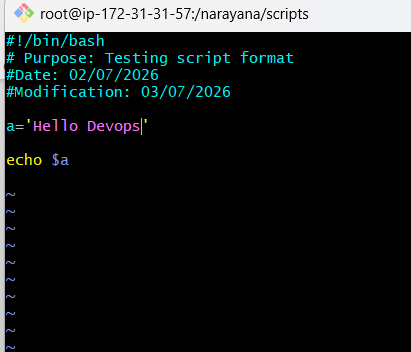 root@ip-172-31-31-57:/narayana/scripts
#!/bin/bash
# Purpose: Testing script format
#Date: 02/07/2026
#Modification: 03/07/2026
a='Hello Devops'
echo $a
~
~
~
~
~
~
~
~
~
~